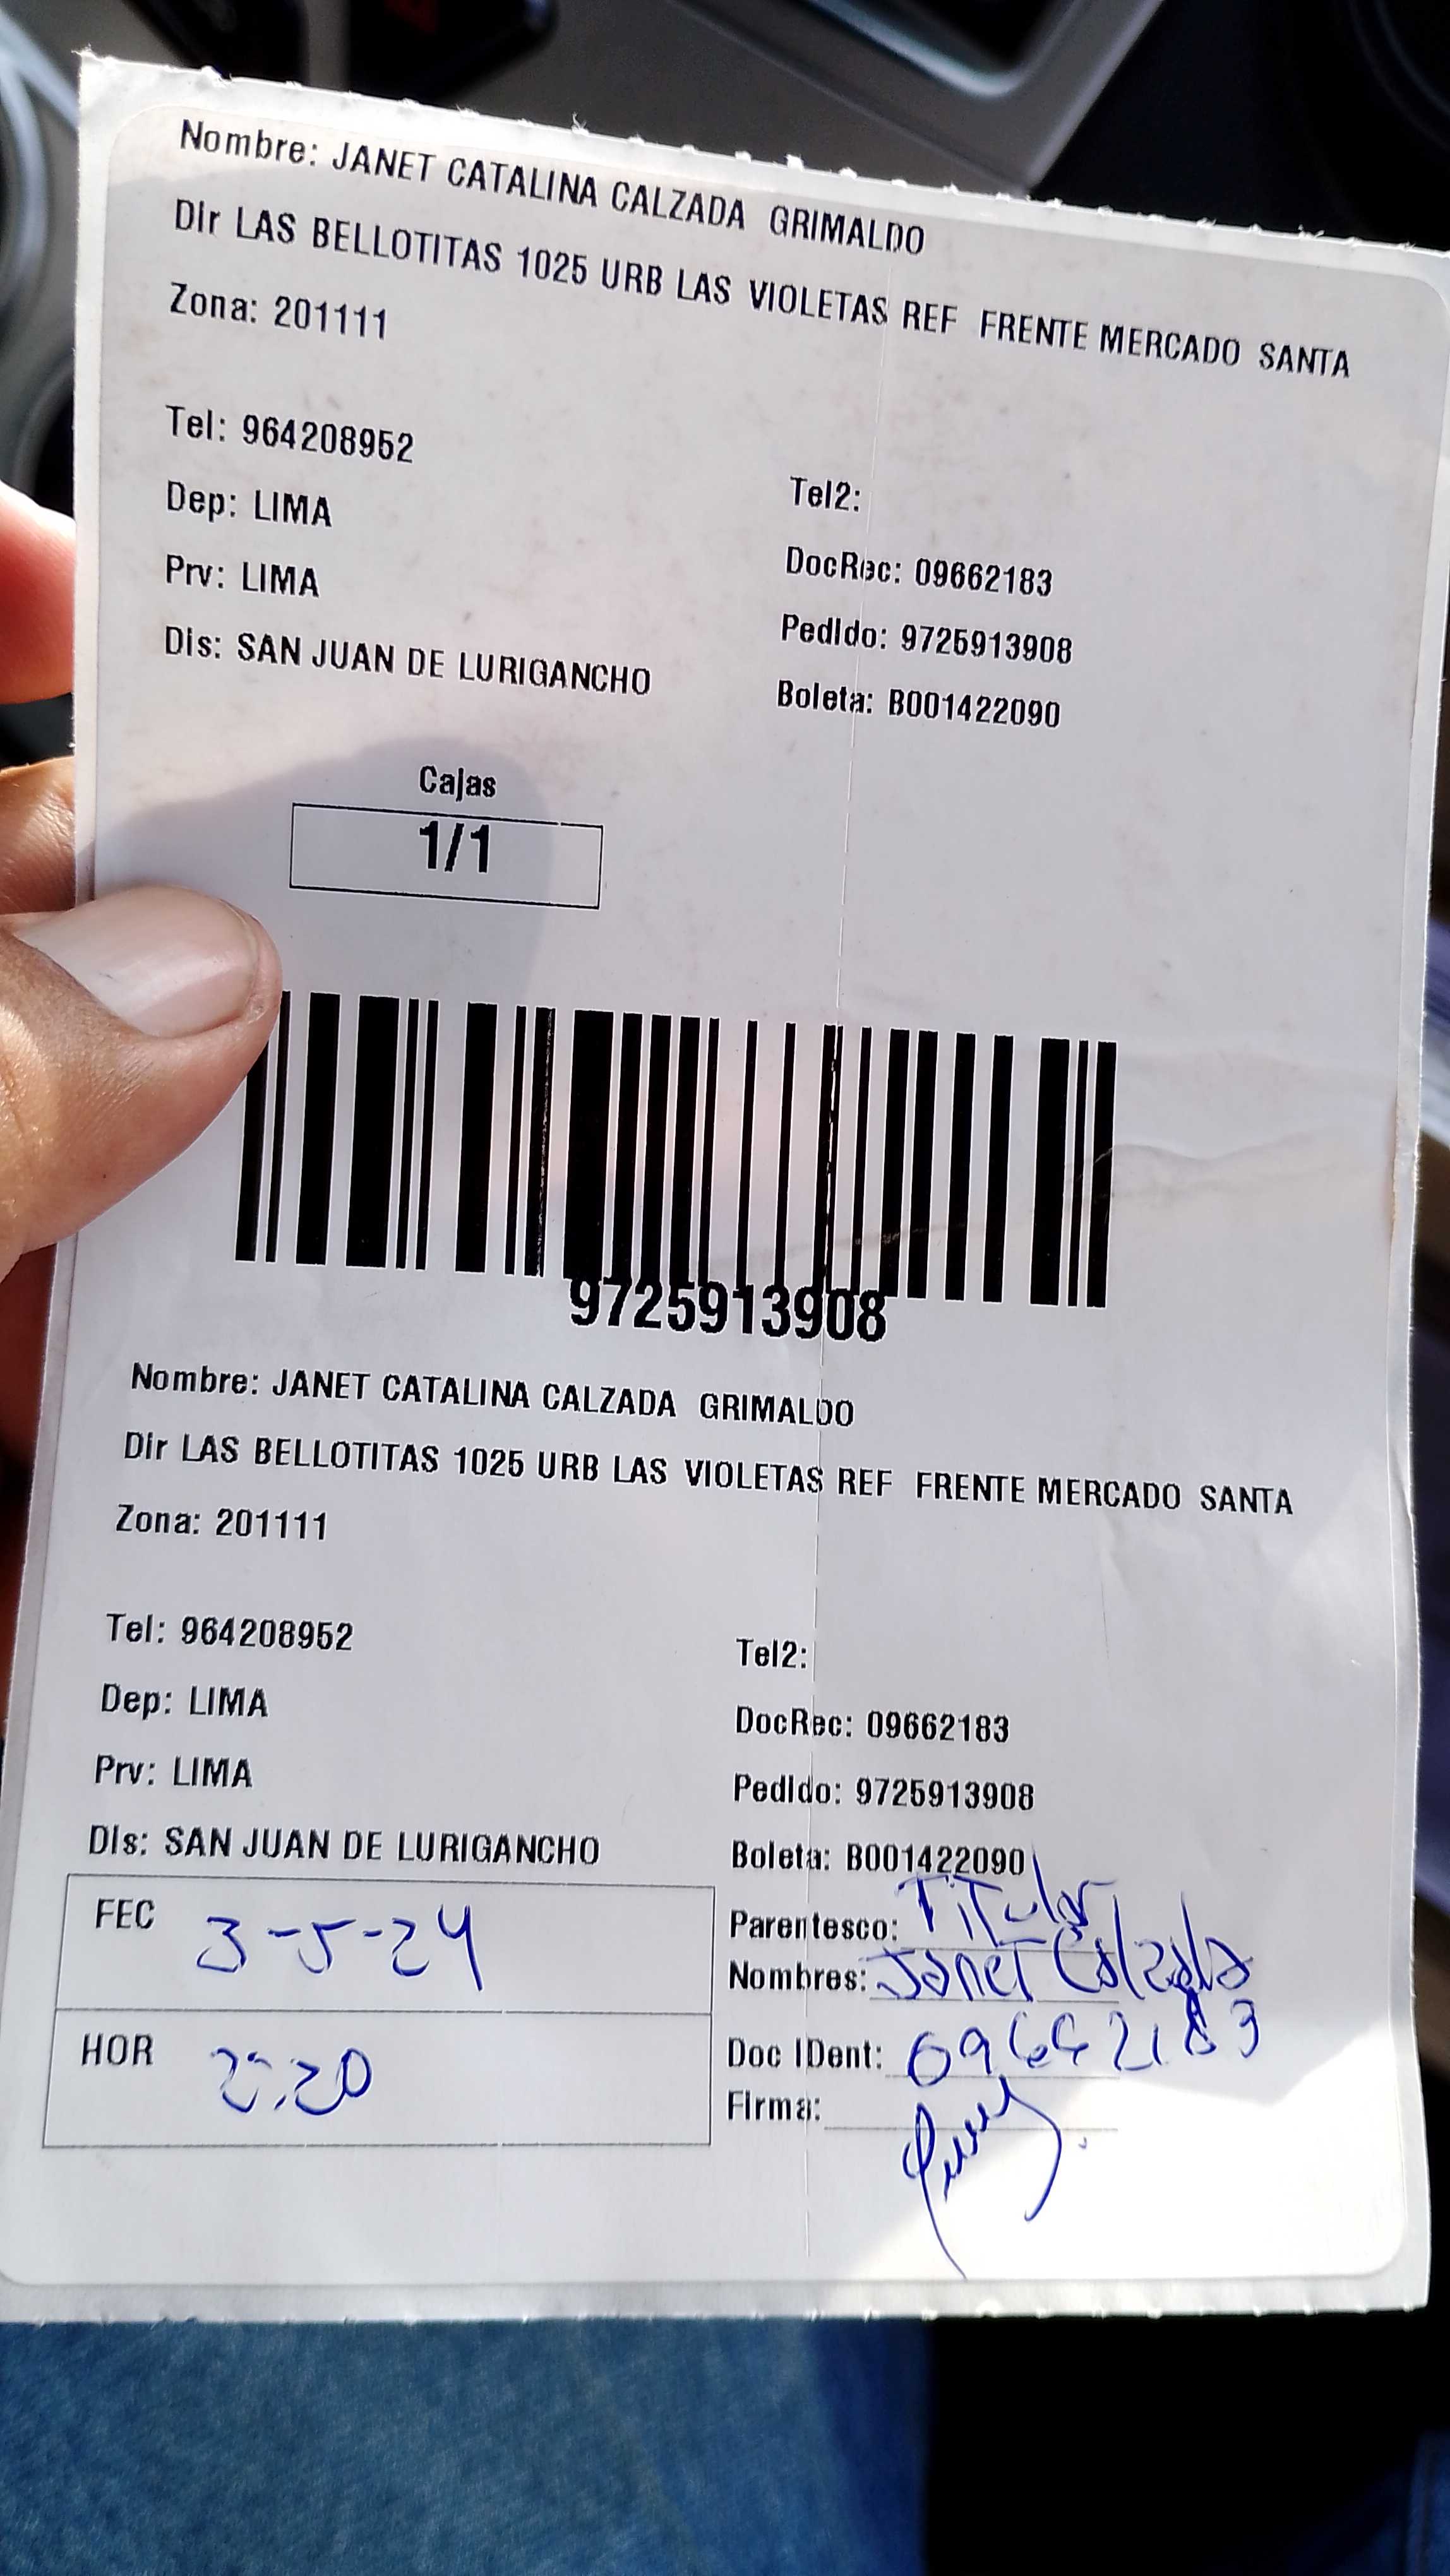 Nombre: JANET CATALINA CALZADA GRIMALDO
Dir LAS BELLOTITAS 1025 URB LAS VIOLETAS REF FRENTE MERCADO SANTA
Zona: 201111
Tel: 964208952
Tel2:
Dep: LIMA
DocRec: 09662183
Prv: LIMA
Pedido: 9725913908
Dis: SAN JUAN DE LURIGANCHO
Boleta: B001422090
Cajas
1/1
9725913908
Nombre: JANET CATALINA CALZADA GRIMALDO
Dir LAS BELLOTITAS 1025 URB LAS VIOLETAS REF FRENTE MERCADO SANTA
Zona: 201111
Tel: 964208952
Tel2:
Dep: LIMA
DocRec: 09662183
Prv: LIMA
Pedido: 9725913908
Dis: SAN JUAN DE LURIGANCHO
Boleta: B001422090
FEC 3-5-24
Parentesco: Titular
Nombres: Janet Calzada
HOR 2:20
Doc IDent: 09662183
Firma: